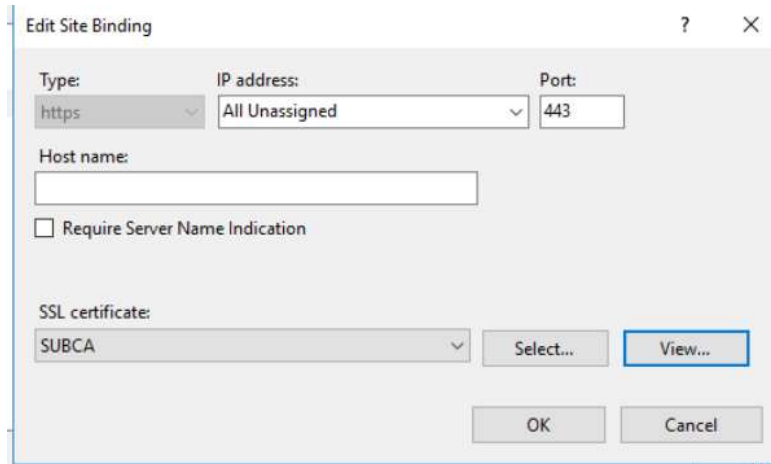 Edit Site Binding ? ×
Type: IP address: Port:
https All Unassigned 443
Host name:
Require Server Name Indication
SSL certificate:
SUBCA Select... View...
OK Cancel